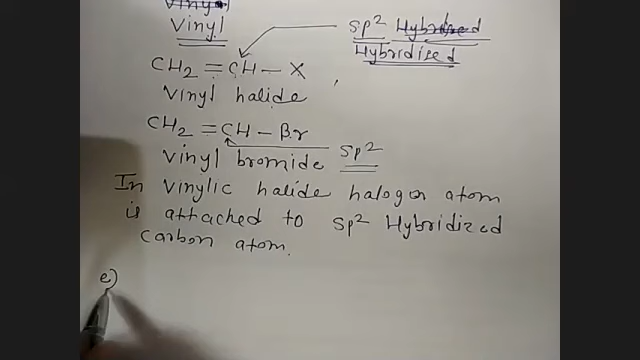 Vinyl
Vinyl
sp² Hybridized
Hybridized
CH₂ = CH – X ,
Vinyl halide
CH₂ = CH – Br
Vinyl bromide sp²
In vinylic halide halogen atom
is attached to sp² Hybridized
carbon atom.
e)